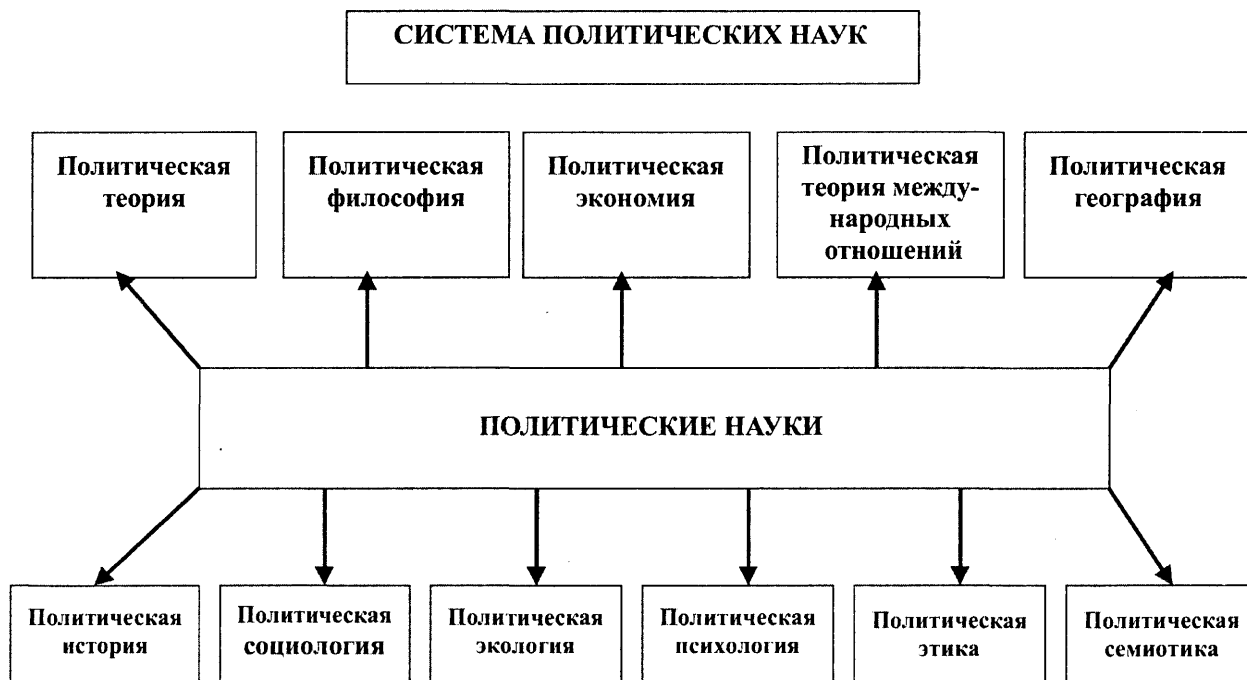 СИСТЕМА ПОЛИТИЧЕСКИХ НАУК
Политическая
теория
Политическая
философия
Политическая
экономия
Политическая
теория между-
народных
отношений
Политическая
география
ПОЛИТИЧЕСКИЕ НАУКИ
Политическая
история
Политическая
социология
Политическая
экология
Политическая
психология
Политическая
этика
Политическая
семиотика